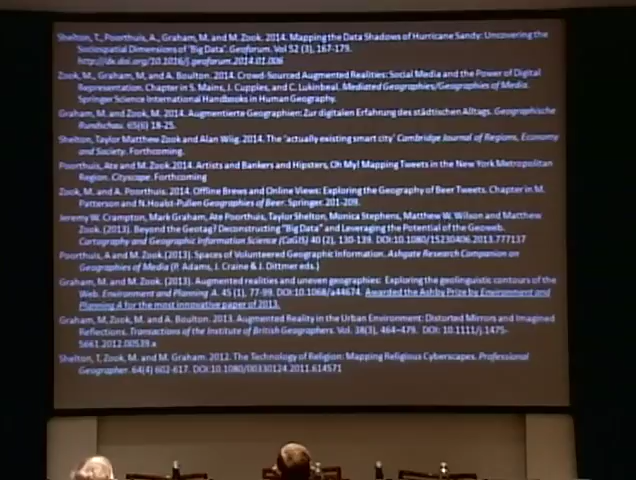 Shelton, T., Poorthuis, A., Graham, M. and M. Zook. 2014. Mapping the Data Shadows of Hurricane Sandy: Uncovering the
Sociospatial Dimensions of 'Big Data'. Geoforum. Vol 52 (3), 167-179.
http://dx.doi.org/10.1016/j.geoforum.2014.01.006
Zook, M., Graham, M, and A. Boulton. 2014. Crowd-Sourced Augmented Realities: Social Media and the Power of Digital
Representation. Chapter in S. Mains, J. Cupples, and C. Lukinbeal. Mediated Geographies/Geographies of Media.
Springer Science International Handbooks in Human Geography.
Graham, M. and Zook, M. 2014. Augmentierte Geographien: Zur digitalen Erfahrung des städtischen Alltags. Geographische
Rundschau. 65(6) 18-25.
Shelton, Taylor Matthew Zook and Alan Wiig. 2014. The 'actually existing smart city' Cambridge Journal of Regions, Economy
and Society. Forthcoming.
Poorthuis, Ate and M. Zook.2014. Artists and Bankers and Hipsters, Oh My! Mapping Tweets in the New York Metropolitan
Region. Cityscape. Forthcoming
Zook, M. and A. Poorthuis. 2014. Offline Brews and Online Views: Exploring the Geography of Beer Tweets. Chapter in M.
Patterson and N.Hoalst-Pullen Geographies of Beer. Springer. 201-209.
Jeremy W. Crampton, Mark Graham, Ate Poorthuis, Taylor Shelton, Monica Stephens, Matthew W. Wilson and Matthew
Zook. (2013). Beyond the Geotag? Deconstructing "Big Data" and Leveraging the Potential of the Geoweb.
Cartography and Geographic Information Science (CaGIS) 40 (2), 130-139. DOI:10.1080/15230406.2013.777137
Poorthuis, A and M. Zook.(2013). Spaces of Volunteered Geographic Information. Ashgate Research Companion on
Geographies of Media (P. Adams, J. Craine & J. Dittmer eds.)
Graham, M. and M. Zook. (2013). Augmented realities and uneven geographies: Exploring the geolinguistic contours of the
Web. Environment and Planning A. 45 (1), 77-99. DOI:10.1068/a44674. Awarded the Ashby Prize by Environment and
Planning A for the most innovative paper of 2013.
Graham, M, Zook, M., and A. Boulton. 2013. Augmented Reality in the Urban Environment: Distorted Mirrors and Imagined
Reflections. Transactions of the Institute of British Geographers. Vol. 38(3), 464–479. DOI: 10.1111/j.1475-
5661.2012.00539.x
Shelton, T, Zook, M. and M. Graham. 2012. The Technology of Religion: Mapping Religious Cyberscapes. Professional
Geographer. 64(4) 602-617. DOI:10.1080/00330124.2011.614571